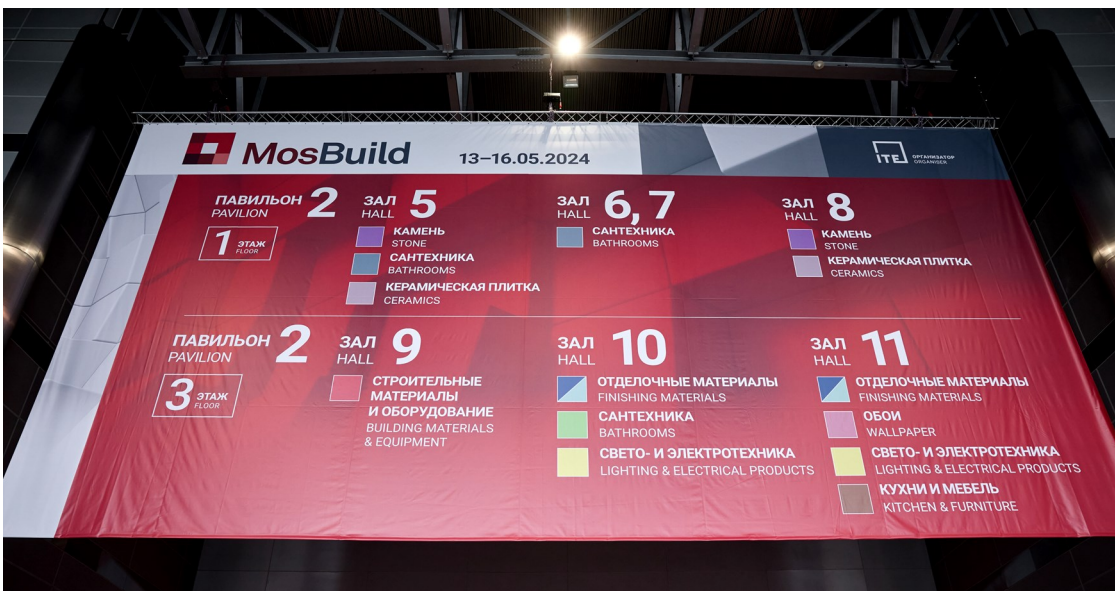 MosBuild
13–16.05.2024
ITE
ОРГАНИЗАТОР
ORGANISER
ПАВИЛЬОН 2
PAVILION
1 ЭТАЖ
FLOOR
ЗАЛ 5
HALL
КАМЕНЬ
STONE
САНТЕХНИКА
BATHROOMS
КЕРАМИЧЕСКАЯ ПЛИТКА
CERAMICS
ЗАЛ 6, 7
HALL
САНТЕХНИКА
BATHROOMS
ЗАЛ 8
HALL
КАМЕНЬ
STONE
КЕРАМИЧЕСКАЯ ПЛИТКА
CERAMICS
ПАВИЛЬОН 2
PAVILION
3 ЭТАЖ
FLOOR
ЗАЛ 9
HALL
СТРОИТЕЛЬНЫЕ
МАТЕРИАЛЫ
И ОБОРУДОВАНИЕ
BUILDING MATERIALS
& EQUIPMENT
ЗАЛ 10
HALL
ОТДЕЛОЧНЫЕ МАТЕРИАЛЫ
FINISHING MATERIALS
САНТЕХНИКА
BATHROOMS
СВЕТО- И ЭЛЕКТРОТЕХНИКА
LIGHTING & ELECTRICAL PRODUCTS
ЗАЛ 11
HALL
ОТДЕЛОЧНЫЕ МАТЕРИАЛЫ
FINISHING MATERIALS
ОБОИ
WALLPAPER
СВЕТО- И ЭЛЕКТРОТЕХНИКА
LIGHTING & ELECTRICAL PRODUCTS
КУХНИ И МЕБЕЛЬ
KITCHEN & FURNITURE